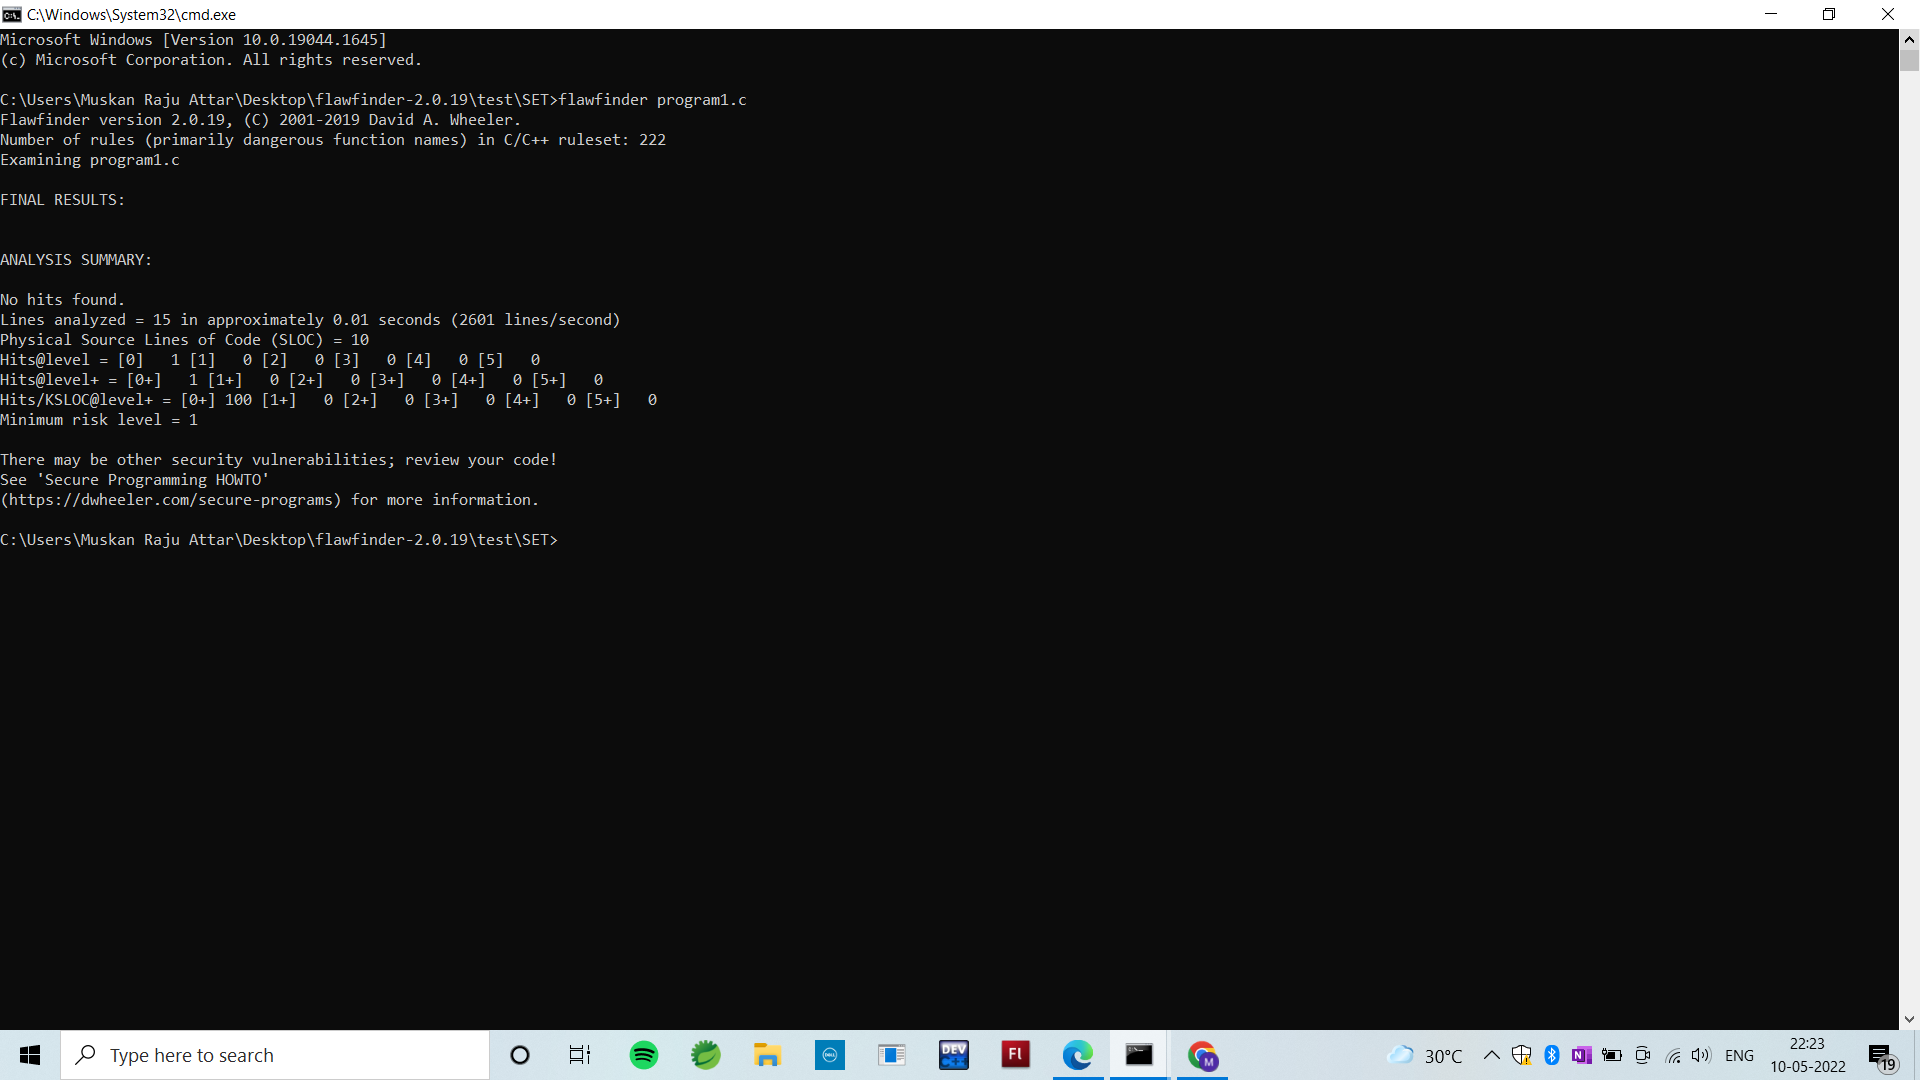 C:\Windows\System32\cmd.exe
Microsoft Windows [Version 10.0.19044.1645]
(c) Microsoft Corporation. All rights reserved.
C:\Users\Muskan Raju Attar\Desktop\flawfinder-2.0.19\test\SET>flawfinder program1.c
Flawfinder version 2.0.19, (C) 2001-2019 David A. Wheeler.
Number of rules (primarily dangerous function names) in C/C++ ruleset: 222
Examining program1.c
FINAL RESULTS:
ANALYSIS SUMMARY:
No hits found.
Lines analyzed = 15 in approximately 0.01 seconds (2601 lines/second)
Physical Source Lines of Code (SLOC) = 10
Hits@level = [0]   1 [1]   0 [2]   0 [3]   0 [4]   0 [5]   0
Hits@level+ = [0+]   1 [1+]   0 [2+]   0 [3+]   0 [4+]   0 [5+]   0
Hits/KSLOC@level+ = [0+] 100 [1+]   0 [2+]   0 [3+]   0 [4+]   0 [5+]   0
Minimum risk level = 1
There may be other security vulnerabilities; review your code!
See 'Secure Programming HOWTO'
(https://dwheeler.com/secure-programs) for more information.
C:\Users\Muskan Raju Attar\Desktop\flawfinder-2.0.19\test\SET>
Type here to search
DELL
DEV
C++
Fl
M
30°C
N
ENG
22:23
10-05-2022
19